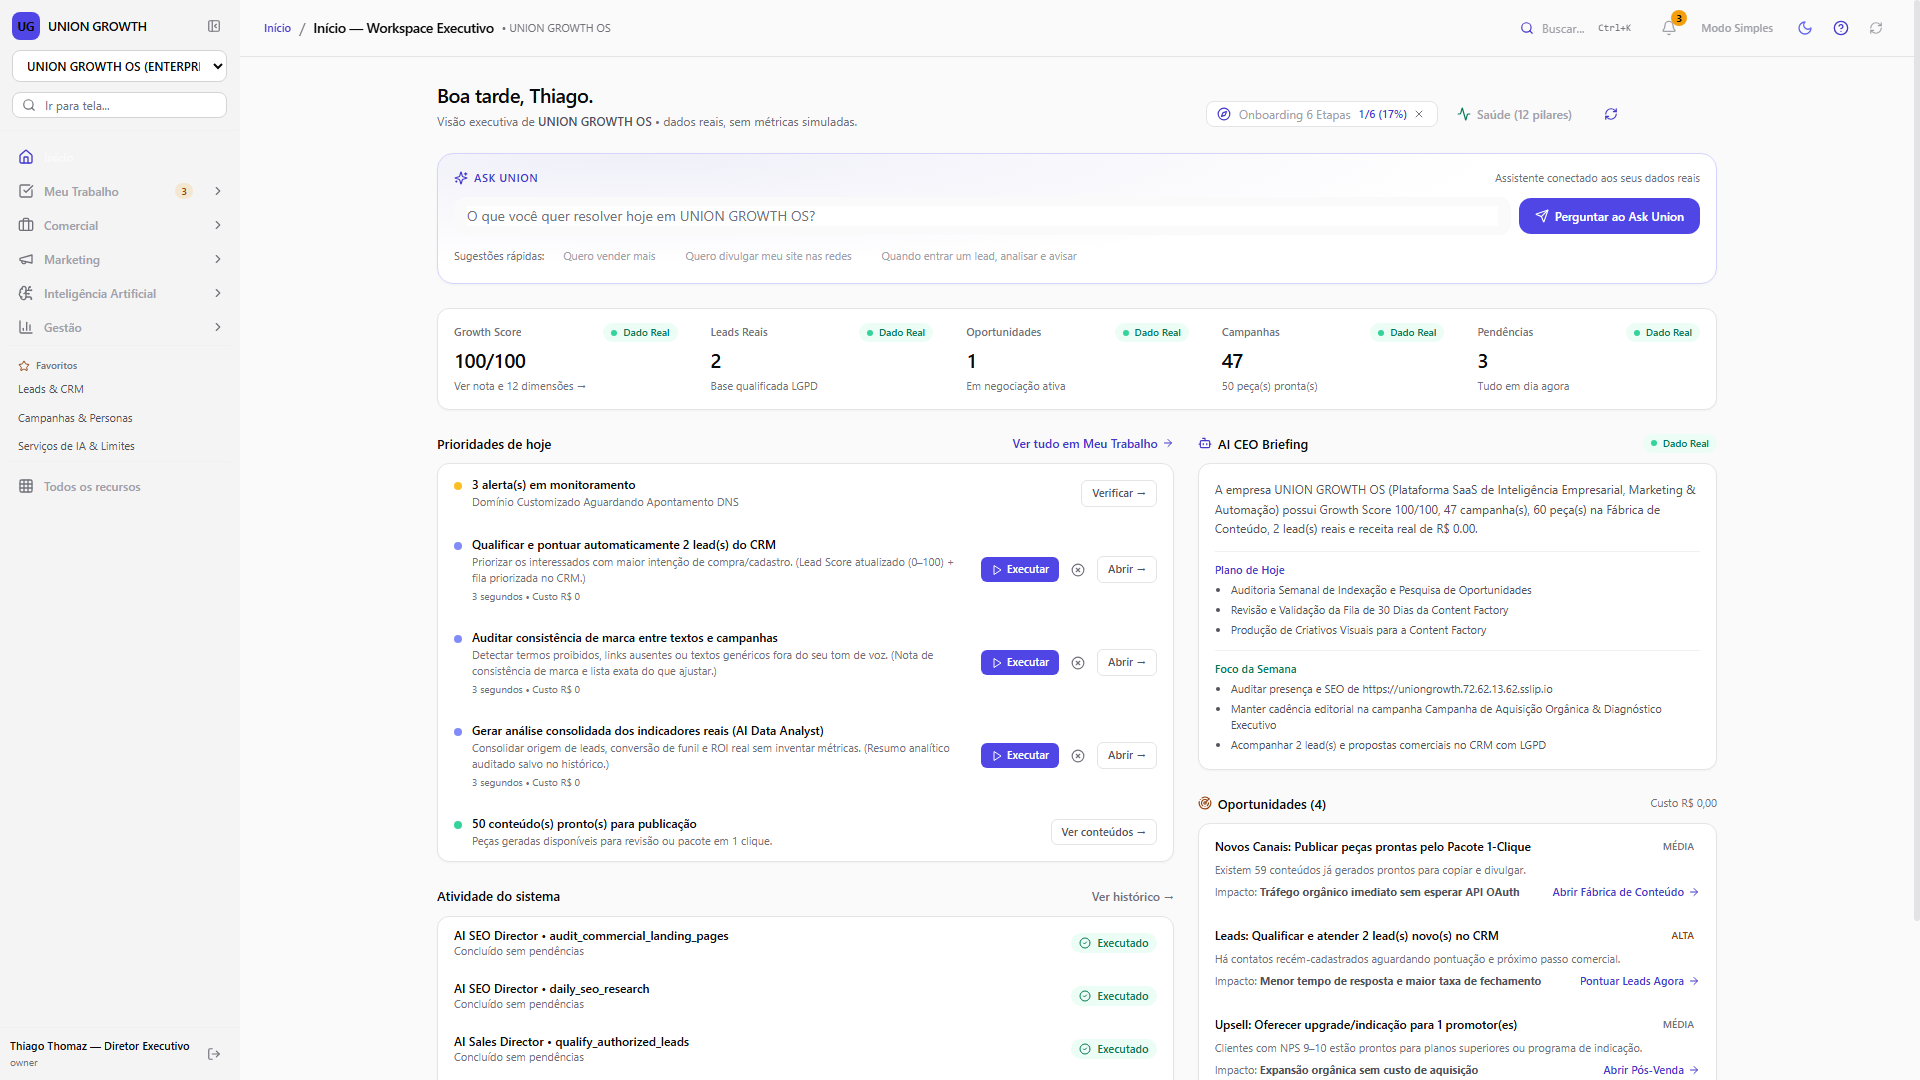 UG UNION GROWTH
UNION GROWTH OS (ENTERPRI
Ir para tela...
Início
Meu Trabalho 3
Comercial
Marketing
Inteligência Artificial
Gestão
Favoritos
Leads & CRM
Campanhas & Personas
Serviços de IA & Limites
Todos os recursos
Thiago Thomaz — Diretor Executivo
owner
Início / Início — Workspace Executivo • UNION GROWTH OS
Buscar... Ctrl+K
3
Modo Simples
Boa tarde, Thiago.
Visão executiva de UNION GROWTH OS • dados reais, sem métricas simuladas.
Onboarding 6 Etapas 1/6 (17%)
Saúde (12 pilares)
ASK UNION
Assistente conectado aos seus dados reais
O que você quer resolver hoje em UNION GROWTH OS?
Perguntar ao Ask Union
Sugestões rápidas: Quero vender mais Quero divulgar meu site nas redes Quando entrar um lead, analisar e avisar
Growth Score Dado Real
100/100
Ver nota e 12 dimensões →
Leads Reais Dado Real
2
Base qualificada LGPD
Oportunidades Dado Real
1
Em negociação ativa
Campanhas Dado Real
47
50 peça(s) pronta(s)
Pendências Dado Real
3
Tudo em dia agora
Prioridades de hoje
Ver tudo em Meu Trabalho →
3 alerta(s) em monitoramento
Domínio Customizado Aguardando Apontamento DNS
Verificar →
Qualificar e pontuar automaticamente 2 lead(s) do CRM
Priorizar os interessados com maior intenção de compra/cadastro. (Lead Score atualizado (0–100) +
fila priorizada no CRM.)
3 segundos • Custo R$ 0
Executar
Abrir →
Auditar consistência de marca entre textos e campanhas
Detectar termos proibidos, links ausentes ou textos genéricos fora do seu tom de voz. (Nota de
consistência de marca e lista exata do que ajustar.)
3 segundos • Custo R$ 0
Executar
Abrir →
Gerar análise consolidada dos indicadores reais (AI Data Analyst)
Consolidar origem de leads, conversão de funil e ROI real sem inventar métricas. (Resumo analítico
auditado salvo no histórico.)
3 segundos • Custo R$ 0
Executar
Abrir →
50 conteúdo(s) pronto(s) para publicação
Peças geradas disponíveis para revisão ou pacote em 1 clique.
Ver conteúdos →
Atividade do sistema
Ver histórico →
AI SEO Director • audit_commercial_landing_pages
Concluído sem pendências
Executado
AI SEO Director • daily_seo_research
Concluído sem pendências
Executado
AI Sales Director • qualify_authorized_leads
Concluído sem pendências
Executado
AI CEO Briefing
Dado Real
A empresa UNION GROWTH OS (Plataforma SaaS de Inteligência Empresarial, Marketing &
Automação) possui Growth Score 100/100, 47 campanha(s), 60 peça(s) na Fábrica de
Conteúdo, 2 lead(s) reais e receita real de R$ 0.00.
Plano de Hoje
• Auditoria Semanal de Indexação e Pesquisa de Oportunidades
• Revisão e Validação da Fila de 30 Dias da Content Factory
• Produção de Criativos Visuais para a Content Factory
Foco da Semana
• Auditar presença e SEO de https://uniongrowth.72.62.13.62.sslip.io
• Manter cadência editorial na campanha Campanha de Aquisição Orgânica & Diagnóstico
Executivo
• Acompanhar 2 lead(s) e propostas comerciais no CRM com LGPD
Oportunidades (4)
Custo R$ 0,00
Novos Canais: Publicar peças prontas pelo Pacote 1-Clique MÉDIA
Existem 59 conteúdos já gerados prontos para copiar e divulgar.
Impacto: Tráfego orgânico imediato sem esperar API OAuth Abrir Fábrica de Conteúdo →
Leads: Qualificar e atender 2 lead(s) novo(s) no CRM ALTA
Há contatos recém-cadastrados aguardando pontuação e próximo passo comercial.
Impacto: Menor tempo de resposta e maior taxa de fechamento Pontuar Leads Agora →
Upsell: Oferecer upgrade/indicação para 1 promotor(es) MÉDIA
Clientes com NPS 9–10 estão prontos para planos superiores ou programa de indicação.
Impacto: Expansão orgânica sem custo de aquisição Abrir Pós-Venda →